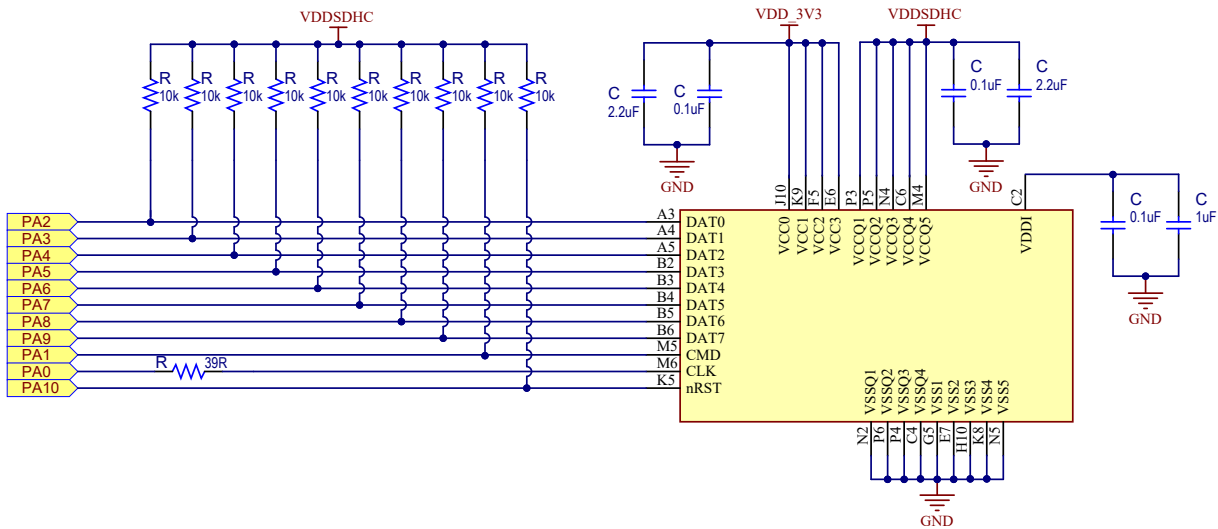 VDDSDHC
VDD_3V3
VDDSDHC
R 10k
R 10k
R 10k
R 10k
R 10k
R 10k
R 10k
R 10k
R 10k
R 10k
C 2.2uF
C 0.1uF
C 0.1uF
C 2.2uF
GND
GND
J10 K9 F5 E6 P3 P5 N4 C6 M4 C2
VCC0 VCC1 VCC2 VCC3 VCCQ1 VCCQ2 VCCQ3 VCCQ4 VCCQ5 VDDI
C 0.1uF
C 1uF
GND
PA2 A3 DAT0
PA3 A4 DAT1
PA4 A5 DAT2
PA5 B2 DAT3
PA6 B3 DAT4
PA7 B4 DAT5
PA8 B5 DAT6
PA9 B6 DAT7
PA1 M5 CMD
PA0 R 39R M6 CLK
PA10 K5 nRST
VSSQ1 VSSQ2 VSSQ3 VSSQ4 VSS1 VSS2 VSS3 VSS4 VSS5
N2 P6 P4 C4 G5 E7 H10 K8 N5
GND